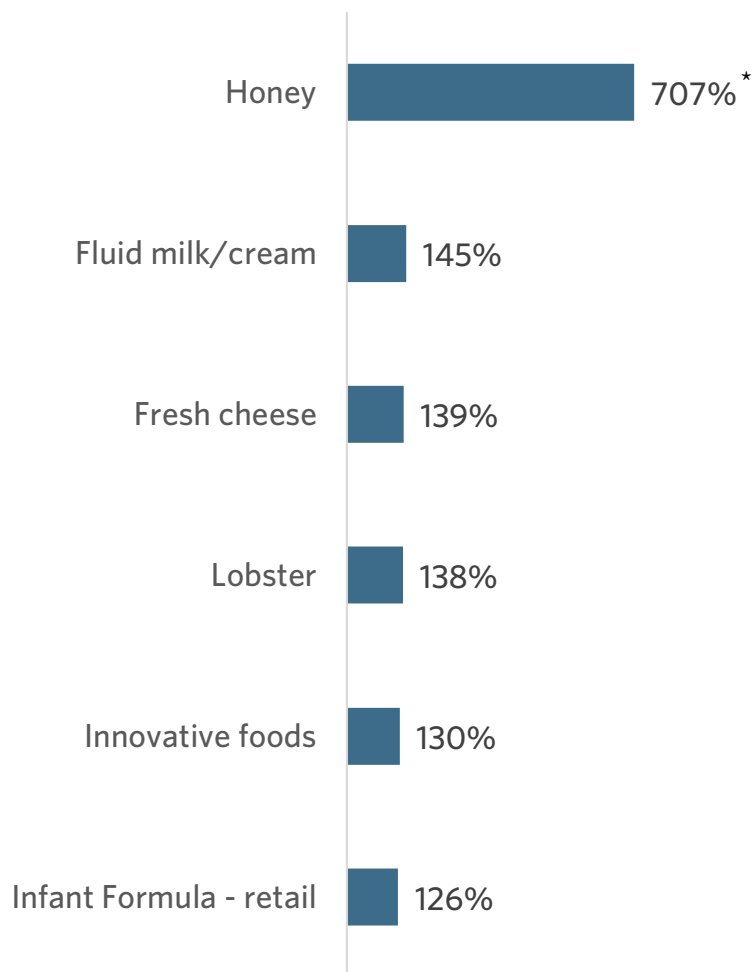 Honey 707%*
Fluid milk/cream 145%
Fresh cheese 139%
Lobster 138%
Innovative foods 130%
Infant Formula - retail 126%